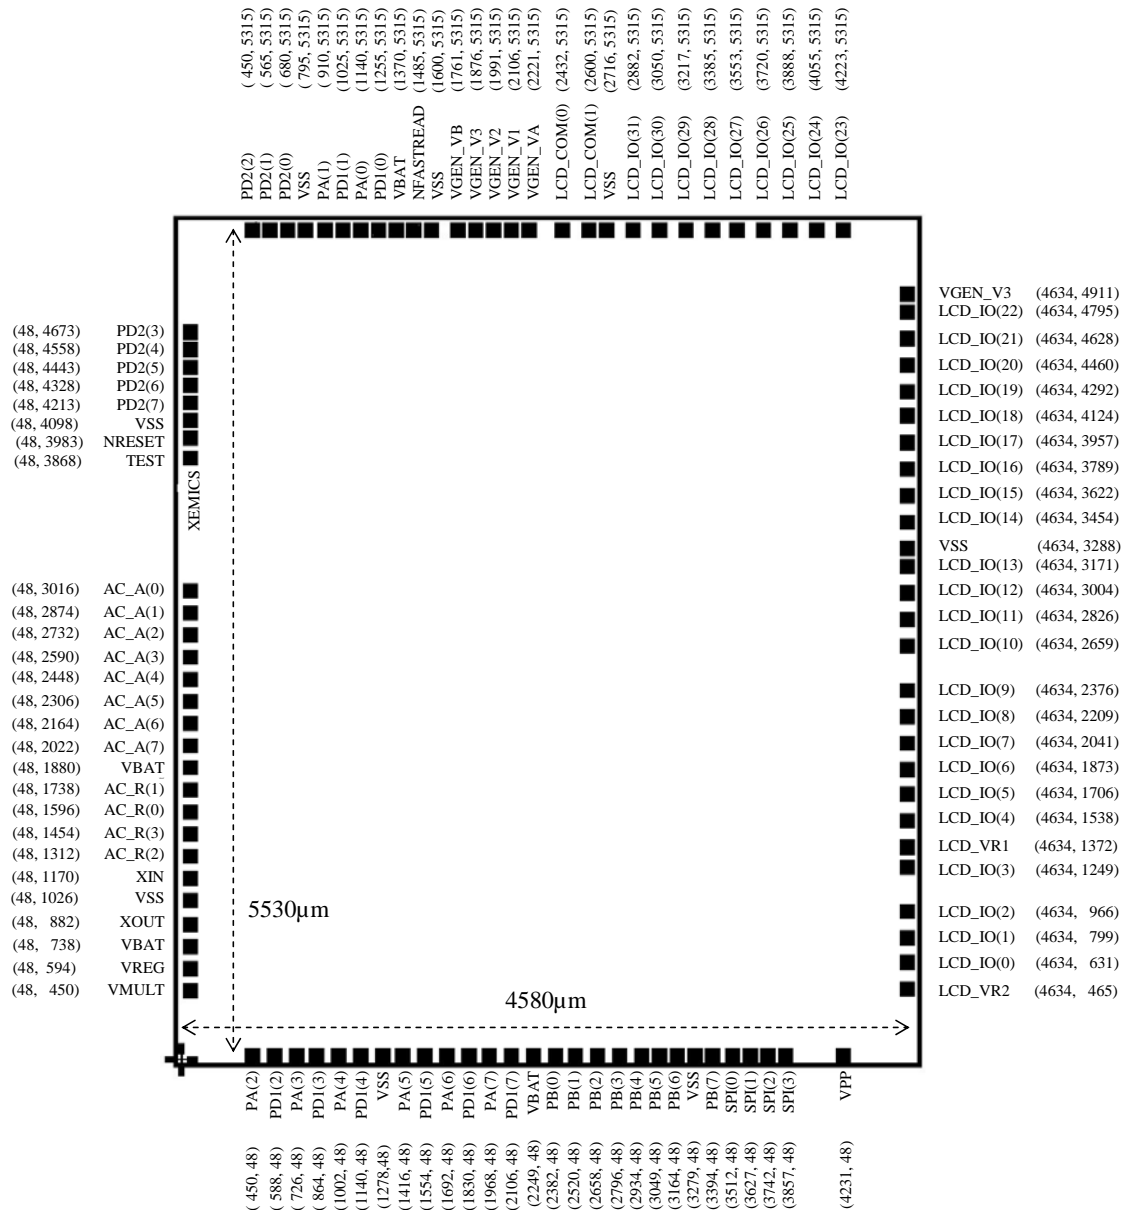 ( 450, 5315)
( 565, 5315)
( 680, 5315)
( 795, 5315)
( 910, 5315)
(1025, 5315)
(1140, 5315)
(1255, 5315)
(1370, 5315)
(1485, 5315)
(1600, 5315)
(1761, 5315)
(1876, 5315)
(1991, 5315)
(2106, 5315)
(2221, 5315)
(2432, 5315)
(2600, 5315)
(2716, 5315)
(2882, 5315)
(3050, 5315)
(3217, 5315)
(3385, 5315)
(3553, 5315)
(3720, 5315)
(3888, 5315)
(4055, 5315)
(4223, 5315)
PD2(2)
PD2(1)
PD2(0)
VSS
PA(1)
PD1(1)
PA(0)
PD1(0)
VBAT
NFASTREAD
VSS
VGEN_VB
VGEN_V3
VGEN_V2
VGEN_V1
VGEN_VA
LCD_COM(0)
LCD_COM(1)
VSS
LCD_IO(31)
LCD_IO(30)
LCD_IO(29)
LCD_IO(28)
LCD_IO(27)
LCD_IO(26)
LCD_IO(25)
LCD_IO(24)
LCD_IO(23)
(48, 4673) PD2(3)
(48, 4558) PD2(4)
(48, 4443) PD2(5)
(48, 4328) PD2(6)
(48, 4213) PD2(7)
(48, 4098) VSS
(48, 3983) NRESET
(48, 3868) TEST
XEMICS
(48, 3016) AC_A(0)
(48, 2874) AC_A(1)
(48, 2732) AC_A(2)
(48, 2590) AC_A(3)
(48, 2448) AC_A(4)
(48, 2306) AC_A(5)
(48, 2164) AC_A(6)
(48, 2022) AC_A(7)
(48, 1880) VBAT
(48, 1738) AC_R(1)
(48, 1596) AC_R(0)
(48, 1454) AC_R(3)
(48, 1312) AC_R(2)
(48, 1170) XIN
(48, 1026) VSS
(48, 882) XOUT
(48, 738) VBAT
(48, 594) VREG
(48, 450) VMULT
5530µm
4580µm
VGEN_V3 (4634, 4911)
LCD_IO(22) (4634, 4795)
LCD_IO(21) (4634, 4628)
LCD_IO(20) (4634, 4460)
LCD_IO(19) (4634, 4292)
LCD_IO(18) (4634, 4124)
LCD_IO(17) (4634, 3957)
LCD_IO(16) (4634, 3789)
LCD_IO(15) (4634, 3622)
LCD_IO(14) (4634, 3454)
VSS (4634, 3288)
LCD_IO(13) (4634, 3171)
LCD_IO(12) (4634, 3004)
LCD_IO(11) (4634, 2826)
LCD_IO(10) (4634, 2659)
LCD_IO(9) (4634, 2376)
LCD_IO(8) (4634, 2209)
LCD_IO(7) (4634, 2041)
LCD_IO(6) (4634, 1873)
LCD_IO(5) (4634, 1706)
LCD_IO(4) (4634, 1538)
LCD_VR1 (4634, 1372)
LCD_IO(3) (4634, 1249)
LCD_IO(2) (4634, 966)
LCD_IO(1) (4634, 799)
LCD_IO(0) (4634, 631)
LCD_VR2 (4634, 465)
PA(2)
PD1(2)
PA(3)
PD1(3)
PA(4)
PD1(4)
VSS
PA(5)
PD1(5)
PA(6)
PD1(6)
PA(7)
PD1(7)
VBAT
PB(0)
PB(1)
PB(2)
PB(3)
PB(4)
PB(5)
PB(6)
VSS
PB(7)
SPI(0)
SPI(1)
SPI(2)
SPI(3)
VPP
( 450, 48)
( 588, 48)
( 726, 48)
( 864, 48)
(1002, 48)
(1140, 48)
(1278,48)
(1416, 48)
(1554, 48)
(1692, 48)
(1830, 48)
(1968, 48)
(2106, 48)
(2249, 48)
(2382, 48)
(2520, 48)
(2658, 48)
(2796, 48)
(2934, 48)
(3049, 48)
(3164, 48)
(3279, 48)
(3394, 48)
(3512, 48)
(3627, 48)
(3742, 48)
(3857, 48)
(4231, 48)